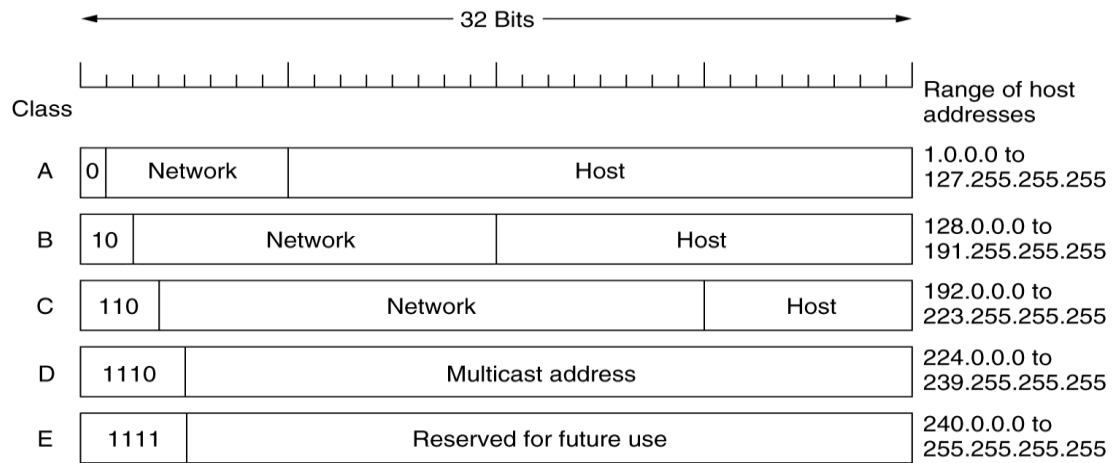 32 Bits
Class
Range of host
addresses
A
0
Network
Host
1.0.0.0 to
127.255.255.255
B
10
Network
Host
128.0.0.0 to
191.255.255.255
C
110
Network
Host
192.0.0.0 to
223.255.255.255
D
1110
Multicast address
224.0.0.0 to
239.255.255.255
E
1111
Reserved for future use
240.0.0.0 to
255.255.255.255